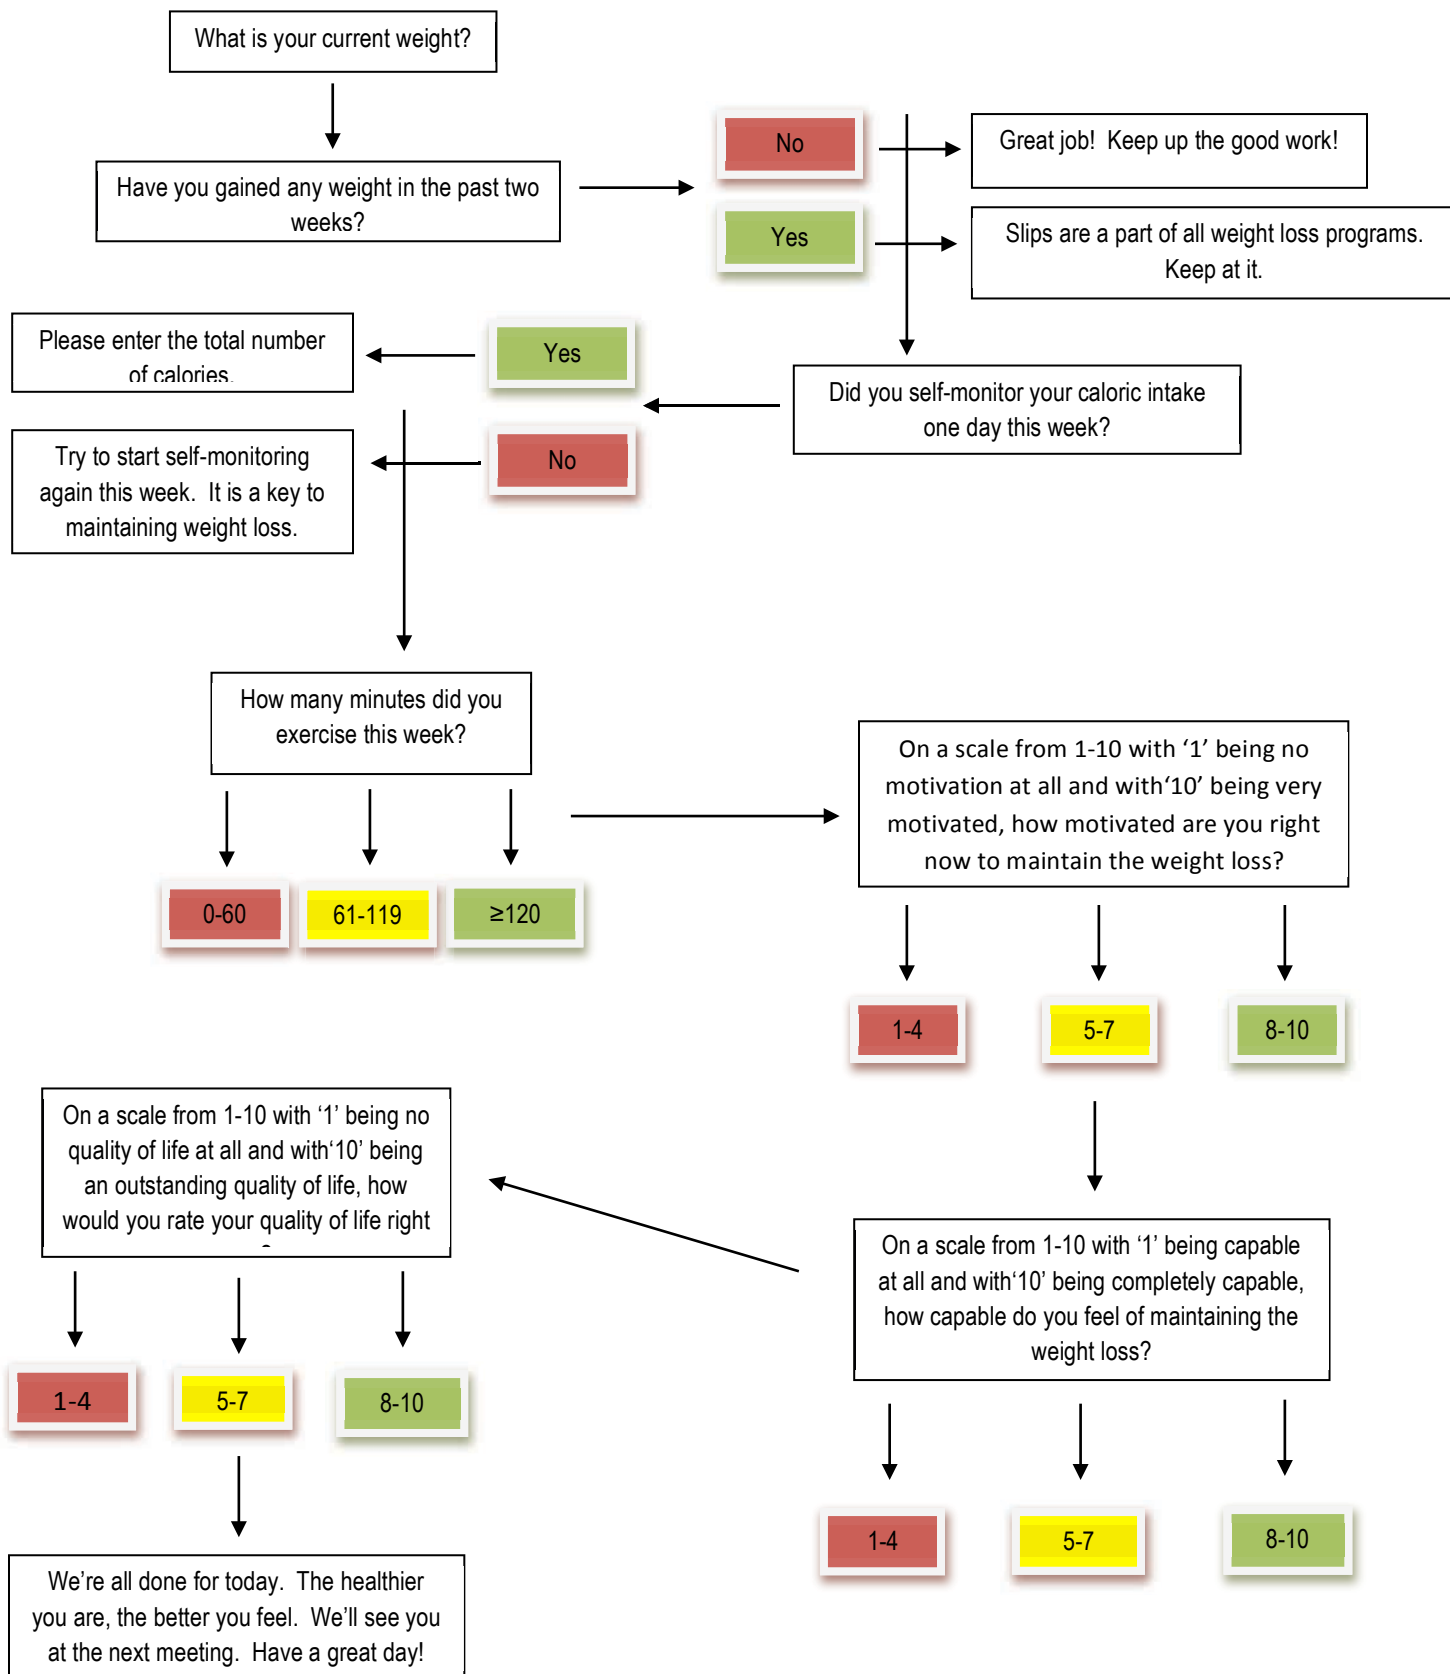 What is your current weight?
Have you gained any weight in the past two
weeks?
No
Great job!  Keep up the good work!
Yes
Slips are a part of all weight loss programs.
Keep at it.
Please enter the total number
of calories.
Yes
Did you self-monitor your caloric intake
one day this week?
Try to start self-monitoring
again this week.  It is a key to
maintaining weight loss.
No
How many minutes did you
exercise this week?
0-60
61-119
≥120
On a scale from 1-10 with ‘1’ being no
motivation at all and with‘10’ being very
motivated, how motivated are you right
now to maintain the weight loss?
1-4
5-7
8-10
On a scale from 1-10 with ‘1’ being capable
at all and with‘10’ being completely capable,
how capable do you feel of maintaining the
weight loss?
1-4
5-7
8-10
On a scale from 1-10 with ‘1’ being no
quality of life at all and with‘10’ being
an outstanding quality of life, how
would you rate your quality of life right
1-4
5-7
8-10
We’re all done for today.  The healthier
you are, the better you feel.  We’ll see you
at the next meeting.  Have a great day!